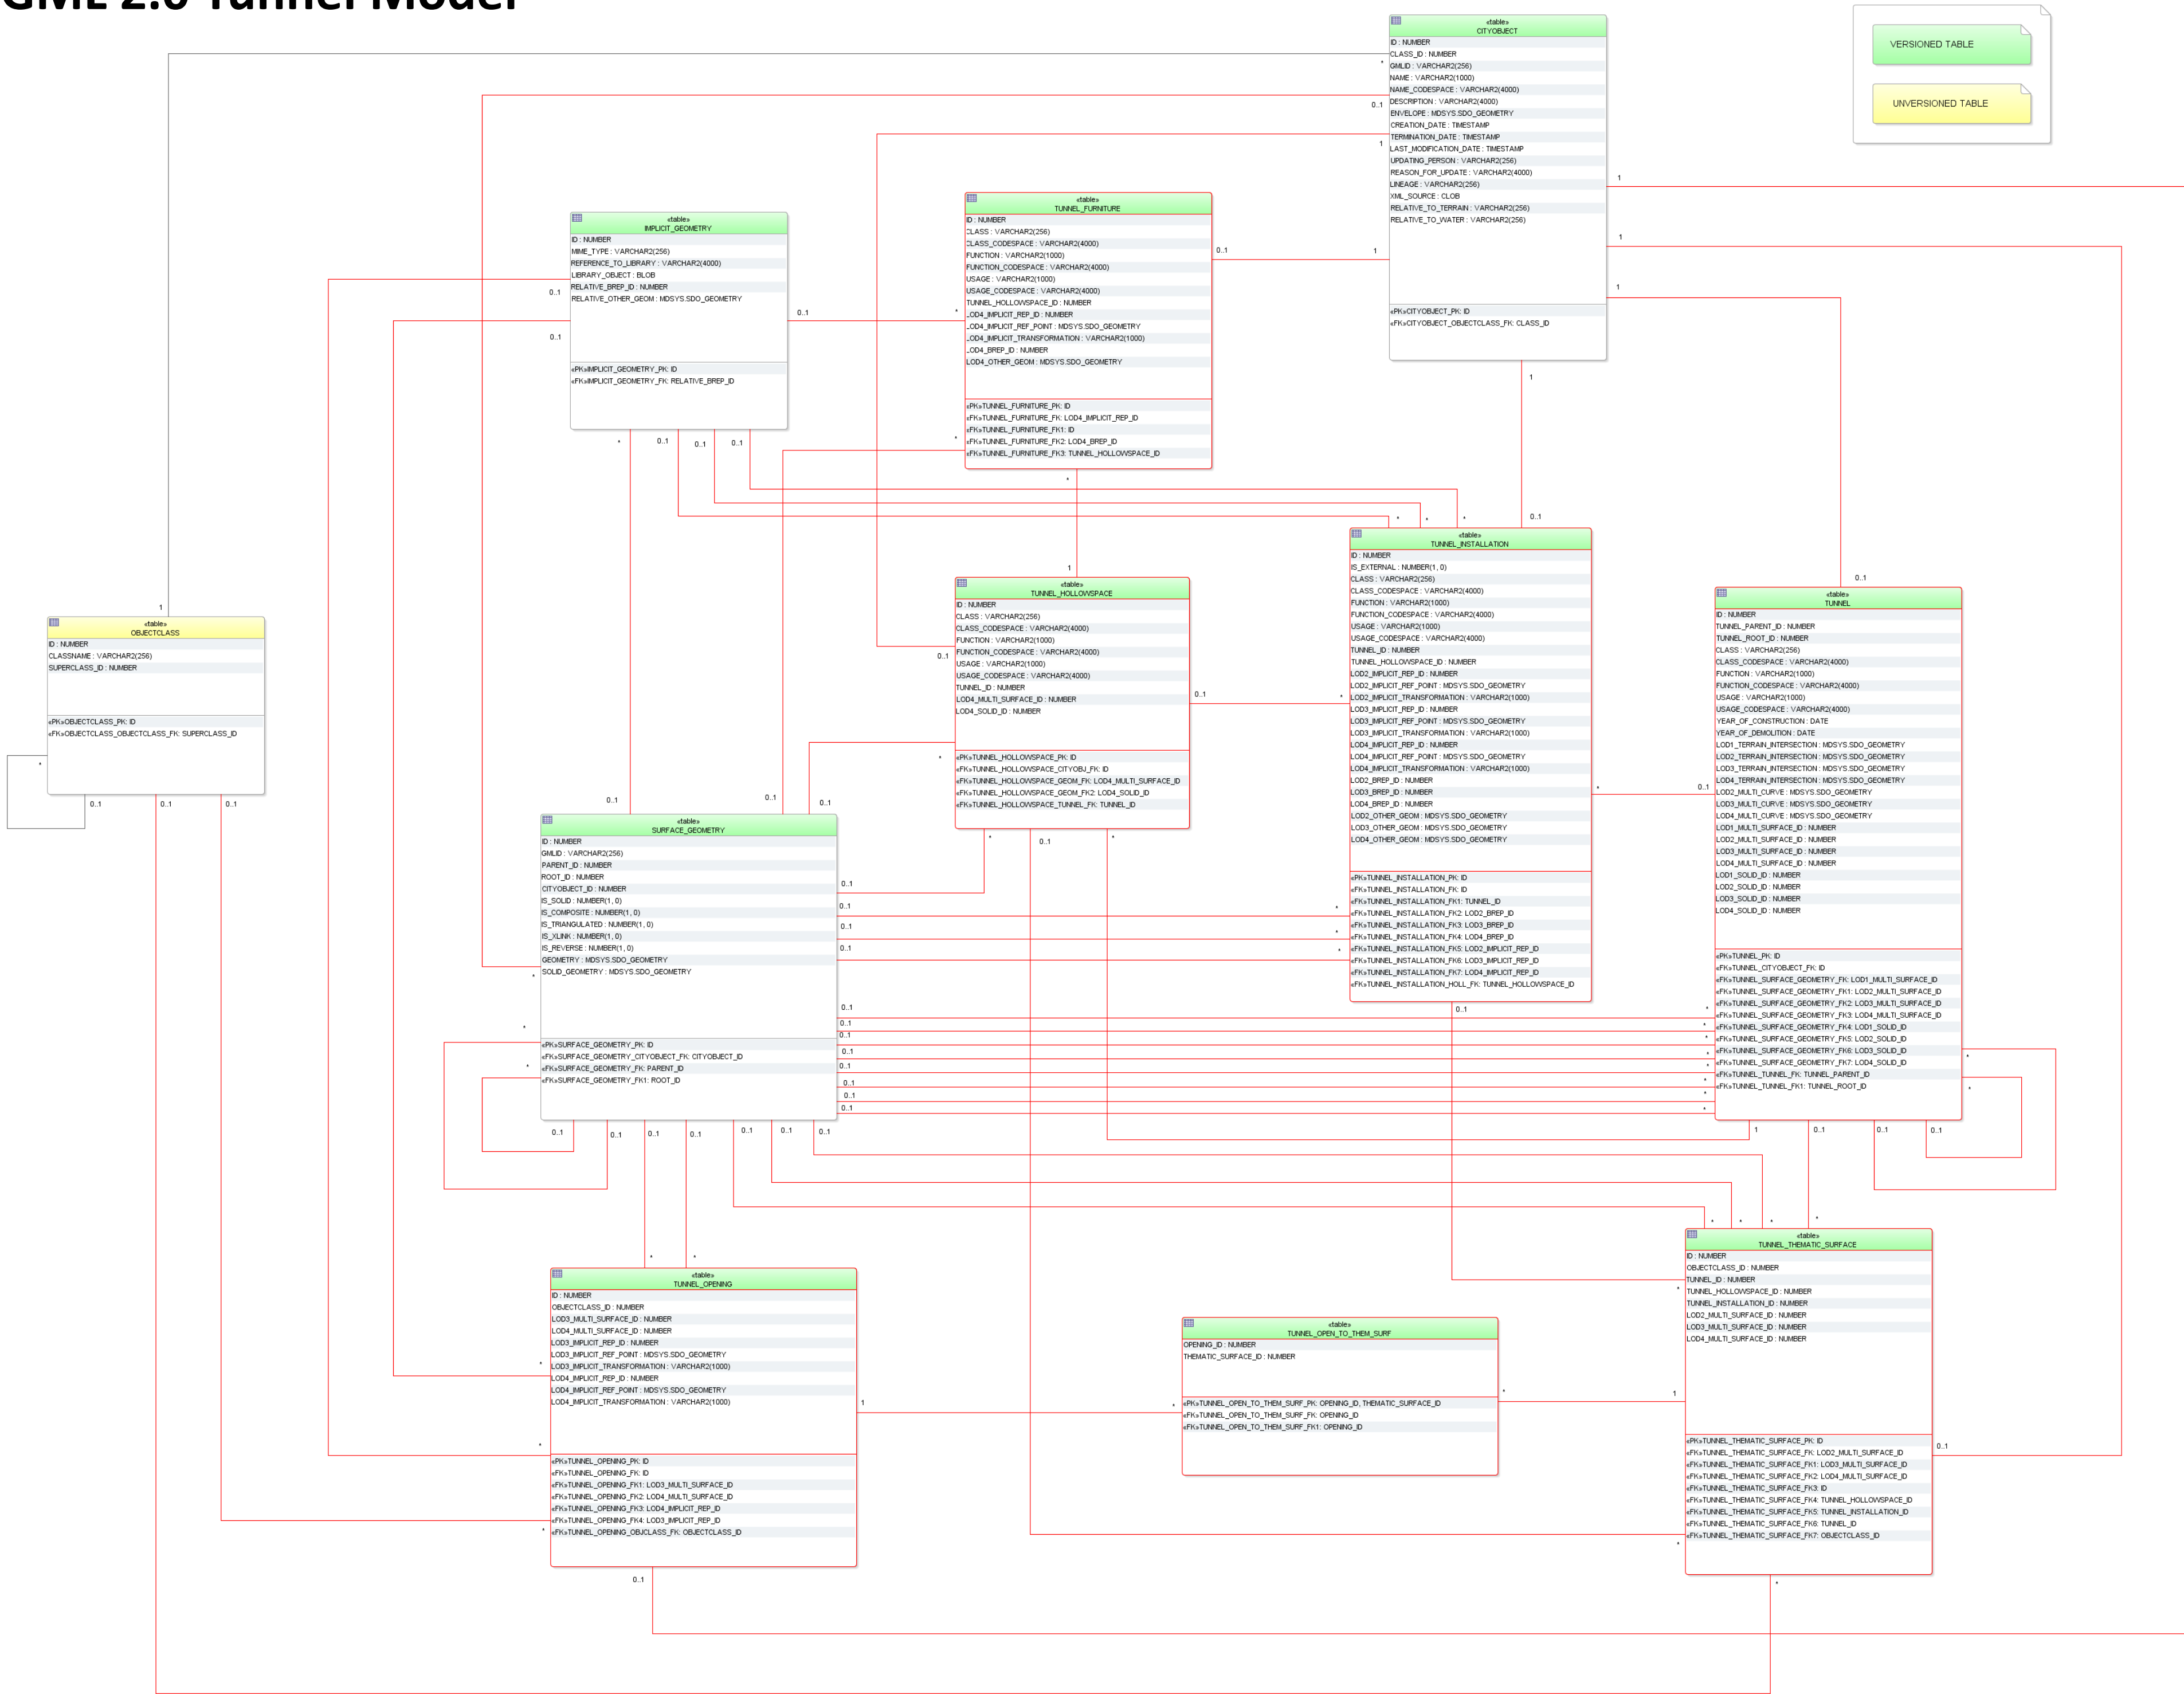 GML 2.0 Tunnel Model
VERSIONED TABLE
UNVERSIONED TABLE
«table»
CITYOBJECT
ID : NUMBER
CLASS_ID : NUMBER
GMLID : VARCHAR2(256)
NAME : VARCHAR2(1000)
NAME_CODESPACE : VARCHAR2(4000)
DESCRIPTION : VARCHAR2(4000)
ENVELOPE : MDSYS.SDO_GEOMETRY
CREATION_DATE : TIMESTAMP
TERMINATION_DATE : TIMESTAMP
LAST_MODIFICATION_DATE : TIMESTAMP
UPDATING_PERSON : VARCHAR2(256)
REASON_FOR_UPDATE : VARCHAR2(4000)
LINEAGE : VARCHAR2(256)
XML_SOURCE : CLOB
RELATIVE_TO_TERRAIN : VARCHAR2(256)
RELATIVE_TO_WATER : VARCHAR2(256)
«PK»CITYOBJECT_PK: ID
«FK»CITYOBJECT_OBJECTCLASS_FK: CLASS_ID
«table»
TUNNEL_FURNITURE
ID : NUMBER
CLASS : VARCHAR2(256)
CLASS_CODESPACE : VARCHAR2(4000)
FUNCTION : VARCHAR2(1000)
FUNCTION_CODESPACE : VARCHAR2(4000)
USAGE : VARCHAR2(1000)
USAGE_CODESPACE : VARCHAR2(4000)
TUNNEL_HOLLOWSPACE_ID : NUMBER
LOD4_IMPLICIT_REP_ID : NUMBER
LOD4_IMPLICIT_REF_POINT : MDSYS.SDO_GEOMETRY
LOD4_IMPLICIT_TRANSFORMATION : VARCHAR2(1000)
LOD4_BREP_ID : NUMBER
LOD4_OTHER_GEOM : MDSYS.SDO_GEOMETRY
«PK»TUNNEL_FURNITURE_PK: ID
«FK»TUNNEL_FURNITURE_FK: LOD4_IMPLICIT_REP_ID
«FK»TUNNEL_FURNITURE_FK1: ID
«FK»TUNNEL_FURNITURE_FK2: LOD4_BREP_ID
«FK»TUNNEL_FURNITURE_FK3: TUNNEL_HOLLOWSPACE_ID
«table»
IMPLICIT_GEOMETRY
ID : NUMBER
MIME_TYPE : VARCHAR2(256)
REFERENCE_TO_LIBRARY : VARCHAR2(4000)
LIBRARY_OBJECT : BLOB
RELATIVE_BREP_ID : NUMBER
RELATIVE_OTHER_GEOM : MDSYS.SDO_GEOMETRY
«PK»IMPLICIT_GEOMETRY_PK: ID
«FK»IMPLICIT_GEOMETRY_FK: RELATIVE_BREP_ID
«table»
TUNNEL_INSTALLATION
ID : NUMBER
IS_EXTERNAL : NUMBER(1, 0)
CLASS : VARCHAR2(256)
CLASS_CODESPACE : VARCHAR2(4000)
FUNCTION : VARCHAR2(1000)
FUNCTION_CODESPACE : VARCHAR2(4000)
USAGE : VARCHAR2(1000)
USAGE_CODESPACE : VARCHAR2(4000)
TUNNEL_ID : NUMBER
TUNNEL_HOLLOWSPACE_ID : NUMBER
LOD2_IMPLICIT_REP_ID : NUMBER
LOD2_IMPLICIT_REF_POINT : MDSYS.SDO_GEOMETRY
LOD2_IMPLICIT_TRANSFORMATION : VARCHAR2(1000)
LOD3_IMPLICIT_REP_ID : NUMBER
LOD3_IMPLICIT_REF_POINT : MDSYS.SDO_GEOMETRY
LOD3_IMPLICIT_TRANSFORMATION : VARCHAR2(1000)
LOD4_IMPLICIT_REP_ID : NUMBER
LOD4_IMPLICIT_REF_POINT : MDSYS.SDO_GEOMETRY
LOD4_IMPLICIT_TRANSFORMATION : VARCHAR2(1000)
LOD2_BREP_ID : NUMBER
LOD3_BREP_ID : NUMBER
LOD4_BREP_ID : NUMBER
LOD2_OTHER_GEOM : MDSYS.SDO_GEOMETRY
LOD3_OTHER_GEOM : MDSYS.SDO_GEOMETRY
LOD4_OTHER_GEOM : MDSYS.SDO_GEOMETRY
«PK»TUNNEL_INSTALLATION_PK: ID
«FK»TUNNEL_INSTALLATION_FK: ID
«FK»TUNNEL_INSTALLATION_FK1: TUNNEL_ID
«FK»TUNNEL_INSTALLATION_FK2: LOD2_BREP_ID
«FK»TUNNEL_INSTALLATION_FK3: LOD3_BREP_ID
«FK»TUNNEL_INSTALLATION_FK4: LOD4_BREP_ID
«FK»TUNNEL_INSTALLATION_FK5: LOD2_IMPLICIT_REP_ID
«FK»TUNNEL_INSTALLATION_FK6: LOD3_IMPLICIT_REP_ID
«FK»TUNNEL_INSTALLATION_FK7: LOD4_IMPLICIT_REP_ID
«FK»TUNNEL_INSTALLATION_HOLL_FK: TUNNEL_HOLLOWSPACE_ID
«table»
TUNNEL_HOLLOWSPACE
ID : NUMBER
CLASS : VARCHAR2(256)
CLASS_CODESPACE : VARCHAR2(4000)
FUNCTION : VARCHAR2(1000)
FUNCTION_CODESPACE : VARCHAR2(4000)
USAGE : VARCHAR2(1000)
USAGE_CODESPACE : VARCHAR2(4000)
TUNNEL_ID : NUMBER
LOD4_MULTI_SURFACE_ID : NUMBER
LOD4_SOLID_ID : NUMBER
«PK»TUNNEL_HOLLOWSPACE_PK: ID
«FK»TUNNEL_HOLLOWSPACE_CITYOBJ_FK: ID
«FK»TUNNEL_HOLLOWSPACE_GEOM_FK: LOD4_MULTI_SURFACE_ID
«FK»TUNNEL_HOLLOWSPACE_GEOM_FK2: LOD4_SOLID_ID
«FK»TUNNEL_HOLLOWSPACE_TUNNEL_FK: TUNNEL_ID
«table»
TUNNEL
ID : NUMBER
TUNNEL_PARENT_ID : NUMBER
TUNNEL_ROOT_ID : NUMBER
CLASS : VARCHAR2(256)
CLASS_CODESPACE : VARCHAR2(4000)
FUNCTION : VARCHAR2(1000)
FUNCTION_CODESPACE : VARCHAR2(4000)
USAGE : VARCHAR2(1000)
USAGE_CODESPACE : VARCHAR2(4000)
YEAR_OF_CONSTRUCTION : DATE
YEAR_OF_DEMOLITION : DATE
LOD1_TERRAIN_INTERSECTION : MDSYS.SDO_GEOMETRY
LOD2_TERRAIN_INTERSECTION : MDSYS.SDO_GEOMETRY
LOD3_TERRAIN_INTERSECTION : MDSYS.SDO_GEOMETRY
LOD4_TERRAIN_INTERSECTION : MDSYS.SDO_GEOMETRY
LOD2_MULTI_CURVE : MDSYS.SDO_GEOMETRY
LOD3_MULTI_CURVE : MDSYS.SDO_GEOMETRY
LOD4_MULTI_CURVE : MDSYS.SDO_GEOMETRY
LOD1_MULTI_SURFACE_ID : NUMBER
LOD2_MULTI_SURFACE_ID : NUMBER
LOD3_MULTI_SURFACE_ID : NUMBER
LOD4_MULTI_SURFACE_ID : NUMBER
LOD1_SOLID_ID : NUMBER
LOD2_SOLID_ID : NUMBER
LOD3_SOLID_ID : NUMBER
LOD4_SOLID_ID : NUMBER
«PK»TUNNEL_PK: ID
«FK»TUNNEL_CITYOBJECT_FK: ID
«FK»TUNNEL_SURFACE_GEOMETRY_FK: LOD1_MULTI_SURFACE_ID
«FK»TUNNEL_SURFACE_GEOMETRY_FK1: LOD2_MULTI_SURFACE_ID
«FK»TUNNEL_SURFACE_GEOMETRY_FK2: LOD3_MULTI_SURFACE_ID
«FK»TUNNEL_SURFACE_GEOMETRY_FK3: LOD4_MULTI_SURFACE_ID
«FK»TUNNEL_SURFACE_GEOMETRY_FK4: LOD1_SOLID_ID
«FK»TUNNEL_SURFACE_GEOMETRY_FK5: LOD2_SOLID_ID
«FK»TUNNEL_SURFACE_GEOMETRY_FK6: LOD3_SOLID_ID
«FK»TUNNEL_SURFACE_GEOMETRY_FK7: LOD4_SOLID_ID
«FK»TUNNEL_TUNNEL_FK: TUNNEL_PARENT_ID
«FK»TUNNEL_TUNNEL_FK1: TUNNEL_ROOT_ID
«table»
OBJECTCLASS
ID : NUMBER
CLASSNAME : VARCHAR2(256)
SUPERCLASS_ID : NUMBER
«PK»OBJECTCLASS_PK: ID
«FK»OBJECTCLASS_OBJECTCLASS_FK: SUPERCLASS_ID
«table»
SURFACE_GEOMETRY
ID : NUMBER
GMLID : VARCHAR2(256)
PARENT_ID : NUMBER
ROOT_ID : NUMBER
CITYOBJECT_ID : NUMBER
IS_SOLID : NUMBER(1, 0)
IS_COMPOSITE : NUMBER(1, 0)
IS_TRIANGULATED : NUMBER(1, 0)
IS_XLINK : NUMBER(1, 0)
IS_REVERSE : NUMBER(1, 0)
GEOMETRY : MDSYS.SDO_GEOMETRY
SOLID_GEOMETRY : MDSYS.SDO_GEOMETRY
«PK»SURFACE_GEOMETRY_PK: ID
«FK»SURFACE_GEOMETRY_CITYOBJECT_FK: CITYOBJECT_ID
«FK»SURFACE_GEOMETRY_FK: PARENT_ID
«FK»SURFACE_GEOMETRY_FK1: ROOT_ID
«table»
TUNNEL_THEMATIC_SURFACE
ID : NUMBER
OBJECTCLASS_ID : NUMBER
TUNNEL_ID : NUMBER
TUNNEL_HOLLOWSPACE_ID : NUMBER
TUNNEL_INSTALLATION_ID : NUMBER
LOD2_MULTI_SURFACE_ID : NUMBER
LOD3_MULTI_SURFACE_ID : NUMBER
LOD4_MULTI_SURFACE_ID : NUMBER
«PK»TUNNEL_THEMATIC_SURFACE_PK: ID
«FK»TUNNEL_THEMATIC_SURFACE_FK: LOD2_MULTI_SURFACE_ID
«FK»TUNNEL_THEMATIC_SURFACE_FK1: LOD3_MULTI_SURFACE_ID
«FK»TUNNEL_THEMATIC_SURFACE_FK2: LOD4_MULTI_SURFACE_ID
«FK»TUNNEL_THEMATIC_SURFACE_FK3: ID
«FK»TUNNEL_THEMATIC_SURFACE_FK4: TUNNEL_HOLLOWSPACE_ID
«FK»TUNNEL_THEMATIC_SURFACE_FK5: TUNNEL_INSTALLATION_ID
«FK»TUNNEL_THEMATIC_SURFACE_FK6: TUNNEL_ID
«FK»TUNNEL_THEMATIC_SURFACE_FK7: OBJECTCLASS_ID
«table»
TUNNEL_OPENING
ID : NUMBER
OBJECTCLASS_ID : NUMBER
LOD3_MULTI_SURFACE_ID : NUMBER
LOD4_MULTI_SURFACE_ID : NUMBER
LOD3_IMPLICIT_REP_ID : NUMBER
LOD3_IMPLICIT_REF_POINT : MDSYS.SDO_GEOMETRY
LOD3_IMPLICIT_TRANSFORMATION : VARCHAR2(1000)
LOD4_IMPLICIT_REP_ID : NUMBER
LOD4_IMPLICIT_REF_POINT : MDSYS.SDO_GEOMETRY
LOD4_IMPLICIT_TRANSFORMATION : VARCHAR2(1000)
«PK»TUNNEL_OPENING_PK: ID
«FK»TUNNEL_OPENING_FK: ID
«FK»TUNNEL_OPENING_FK1: LOD3_MULTI_SURFACE_ID
«FK»TUNNEL_OPENING_FK2: LOD4_MULTI_SURFACE_ID
«FK»TUNNEL_OPENING_FK3: LOD4_IMPLICIT_REP_ID
«FK»TUNNEL_OPENING_FK4: LOD3_IMPLICIT_REP_ID
«FK»TUNNEL_OPENING_OBJCLASS_FK: OBJECTCLASS_ID
«table»
TUNNEL_OPEN_TO_THEM_SURF
OPENING_ID : NUMBER
THEMATIC_SURFACE_ID : NUMBER
«PK»TUNNEL_OPEN_TO_THEM_SURF_PK: OPENING_ID, THEMATIC_SURFACE_ID
«FK»TUNNEL_OPEN_TO_THEM_SURF_FK: OPENING_ID
«FK»TUNNEL_OPEN_TO_THEM_SURF_FK1: OPENING_ID